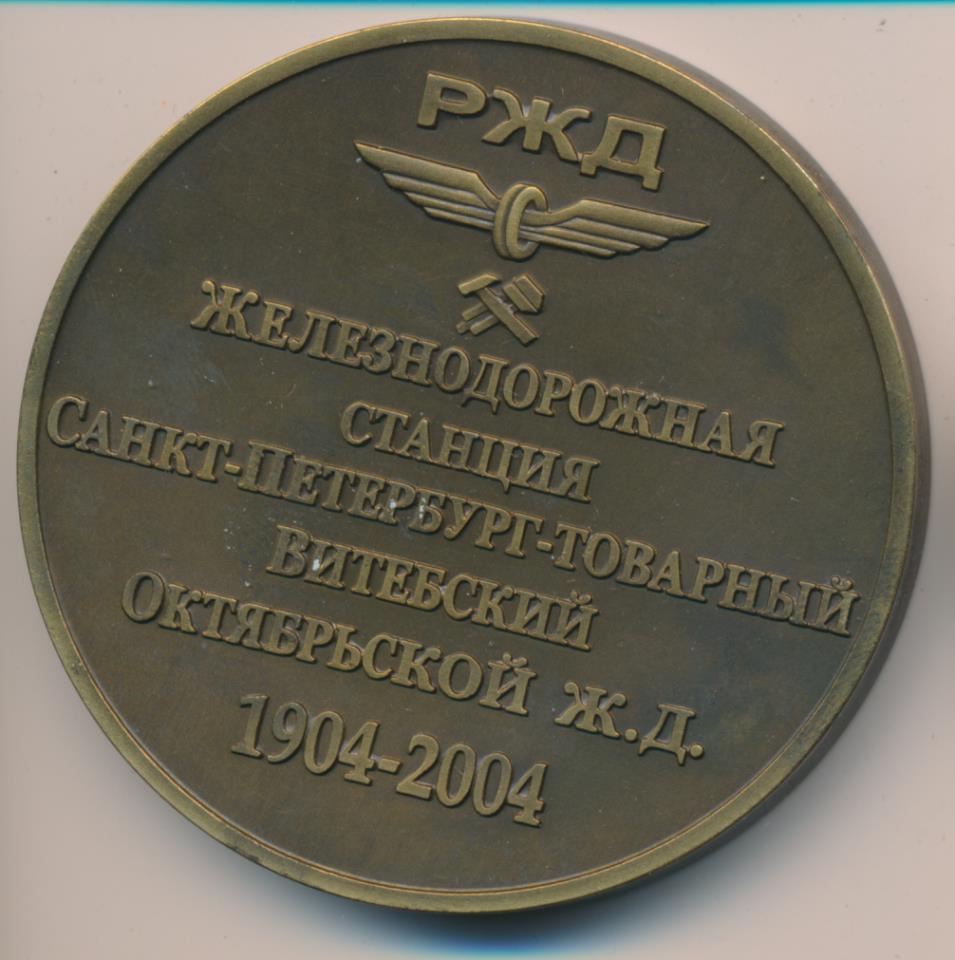 РЖД
ЖЕЛЕЗНОДОРОЖНАЯ
СТАНЦИЯ
САНКТ-ПЕТЕРБУРГ-ТОВАРНЫЙ
ВИТЕБСКИЙ
ОКТЯБРЬСКОЙ Ж.Д.
1904-2004